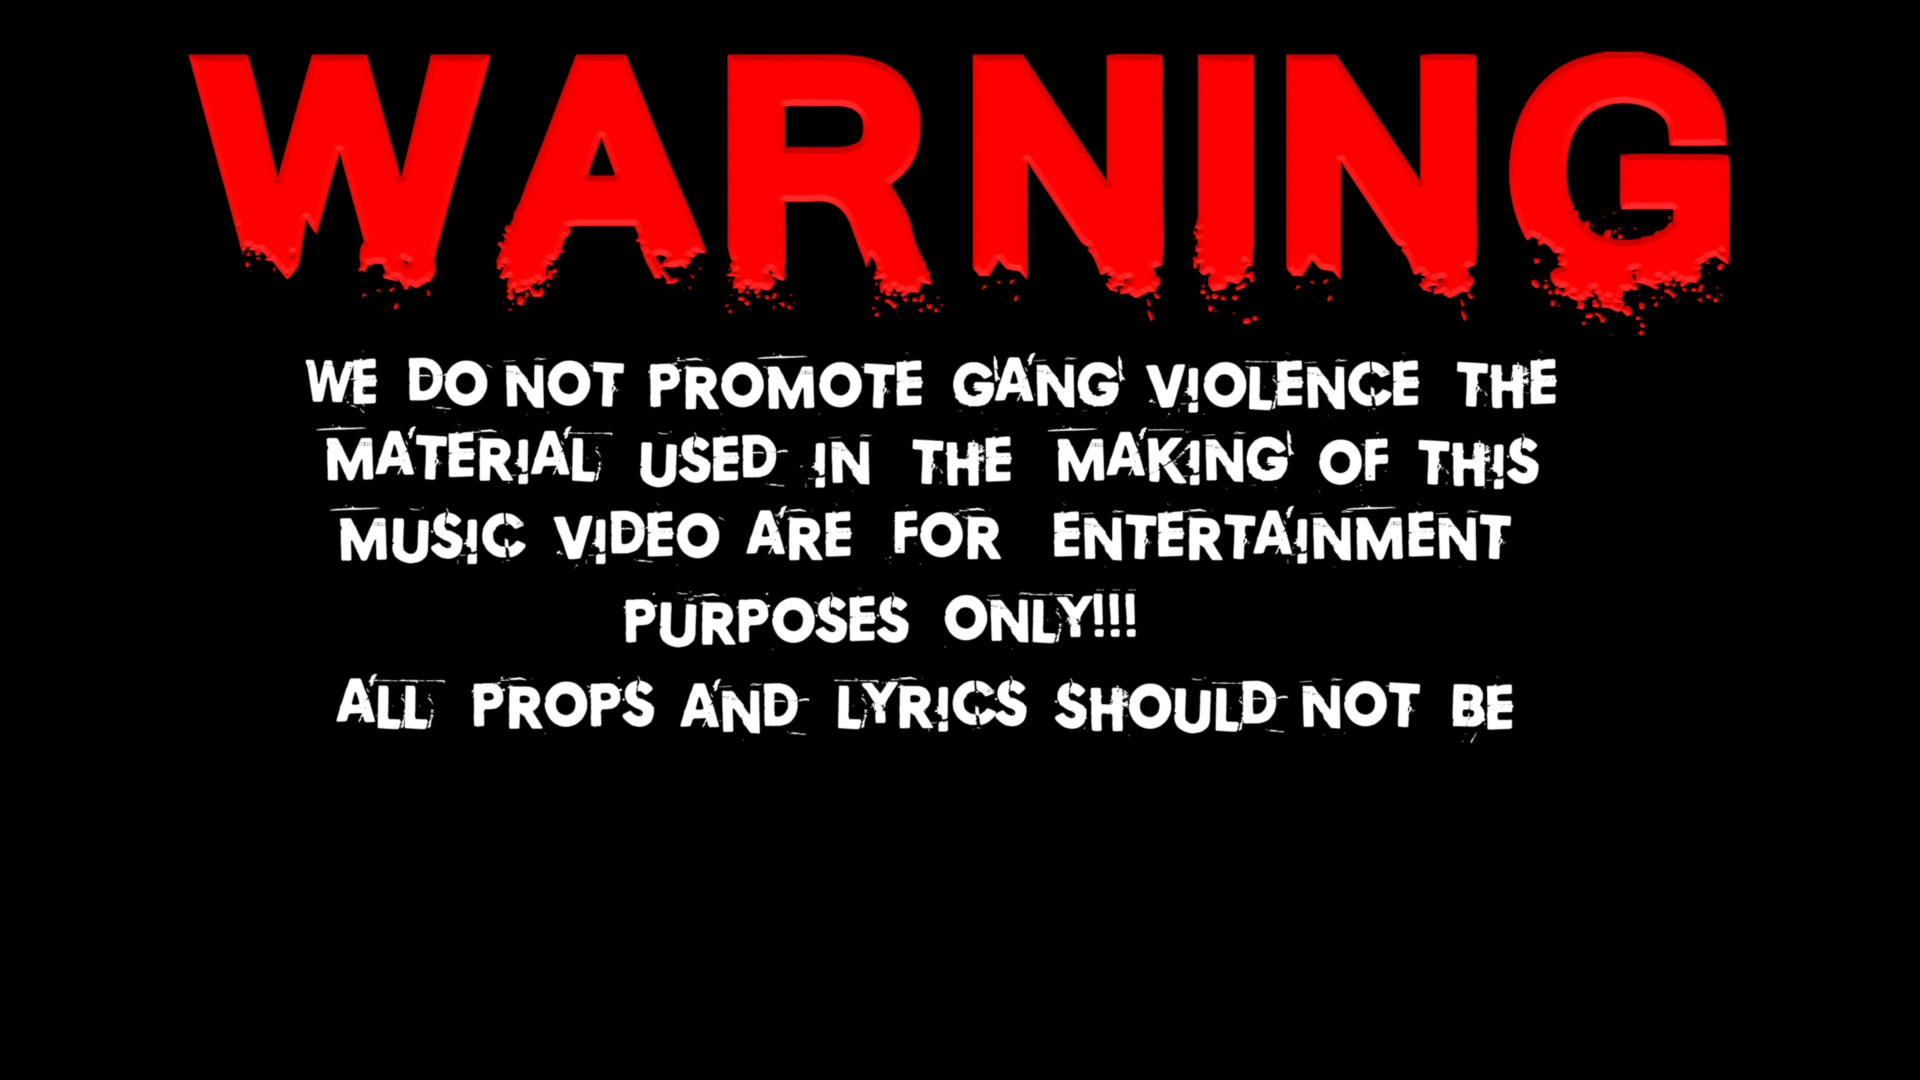 WARNING
WE DO NOT PROMOTE GANG VIOLENCE THE
MATERIAL USED IN THE MAKING OF THIS
MUSIC VIDEO ARE FOR ENTERTAINMENT
PURPOSES ONLY!!!
ALL PROPS AND LYRICS SHOULD NOT BE